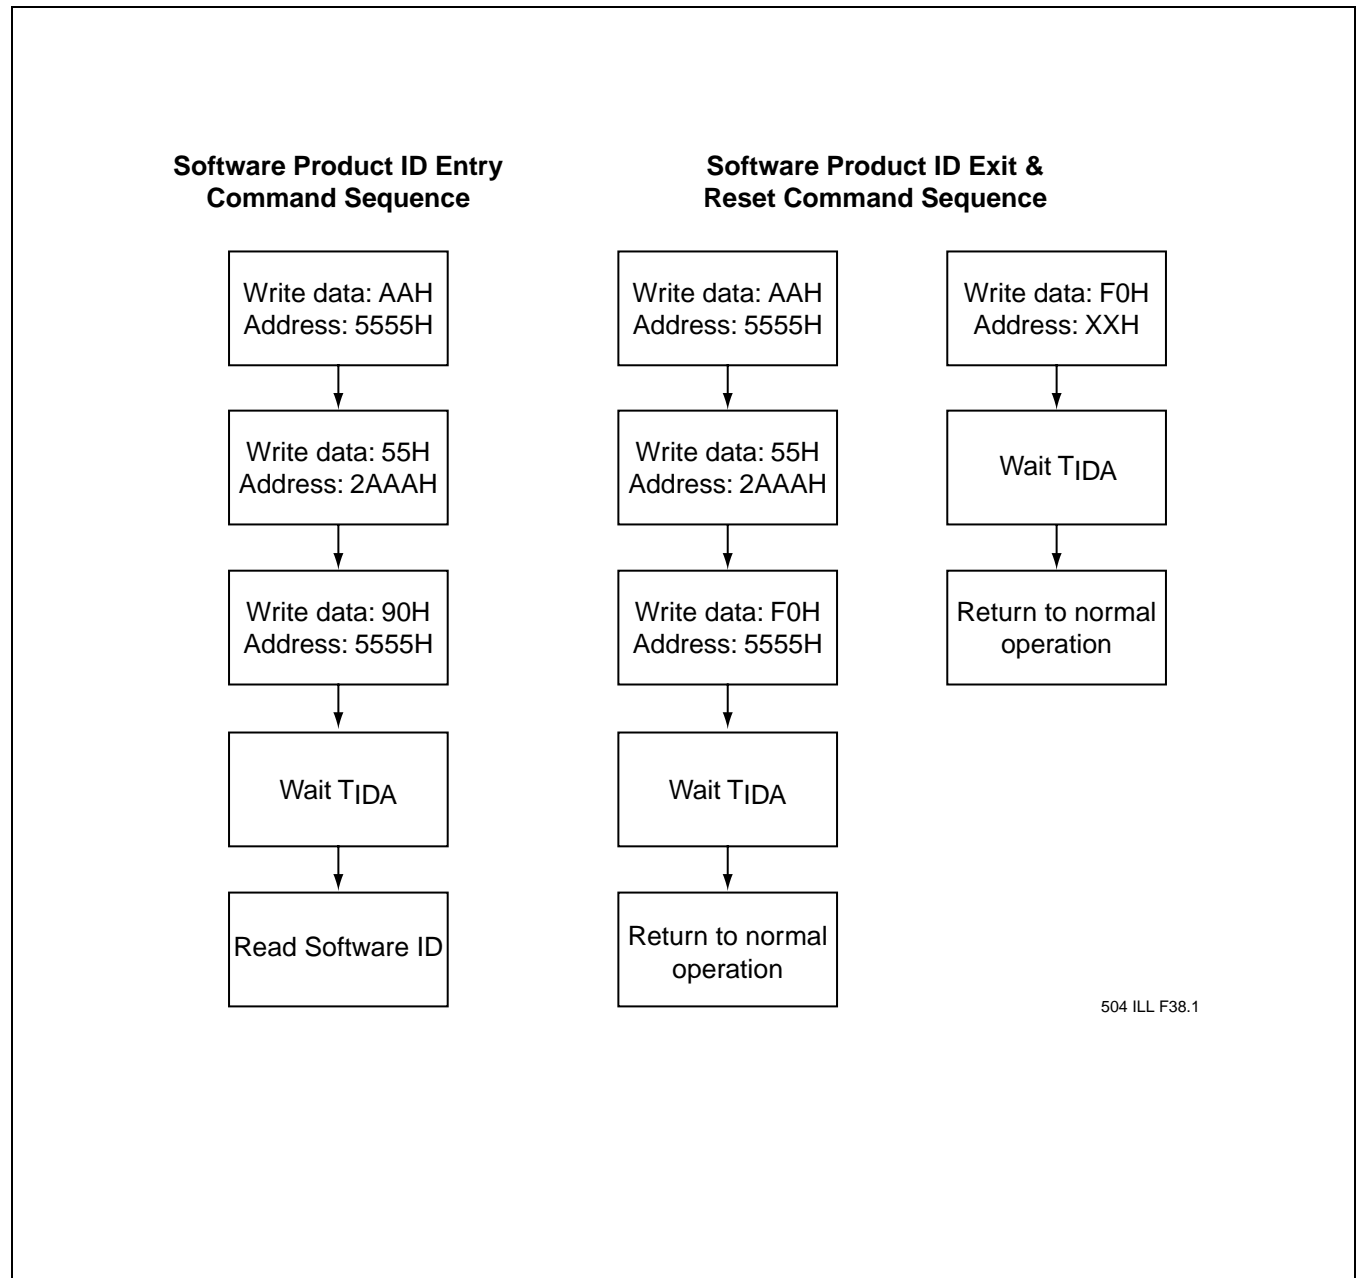 Software Product ID Entry
Command Sequence
Write data: AAH
Address: 5555H
Write data: 55H
Address: 2AAAH
Write data: 90H
Address: 5555H
Wait TIDA
Read Software ID
Software Product ID Exit &
Reset Command Sequence
Write data: AAH
Address: 5555H
Write data: 55H
Address: 2AAAH
Write data: F0H
Address: 5555H
Wait TIDA
Return to normal
operation
Write data: F0H
Address: XXH
Wait TIDA
Return to normal
operation
504 ILL F38.1